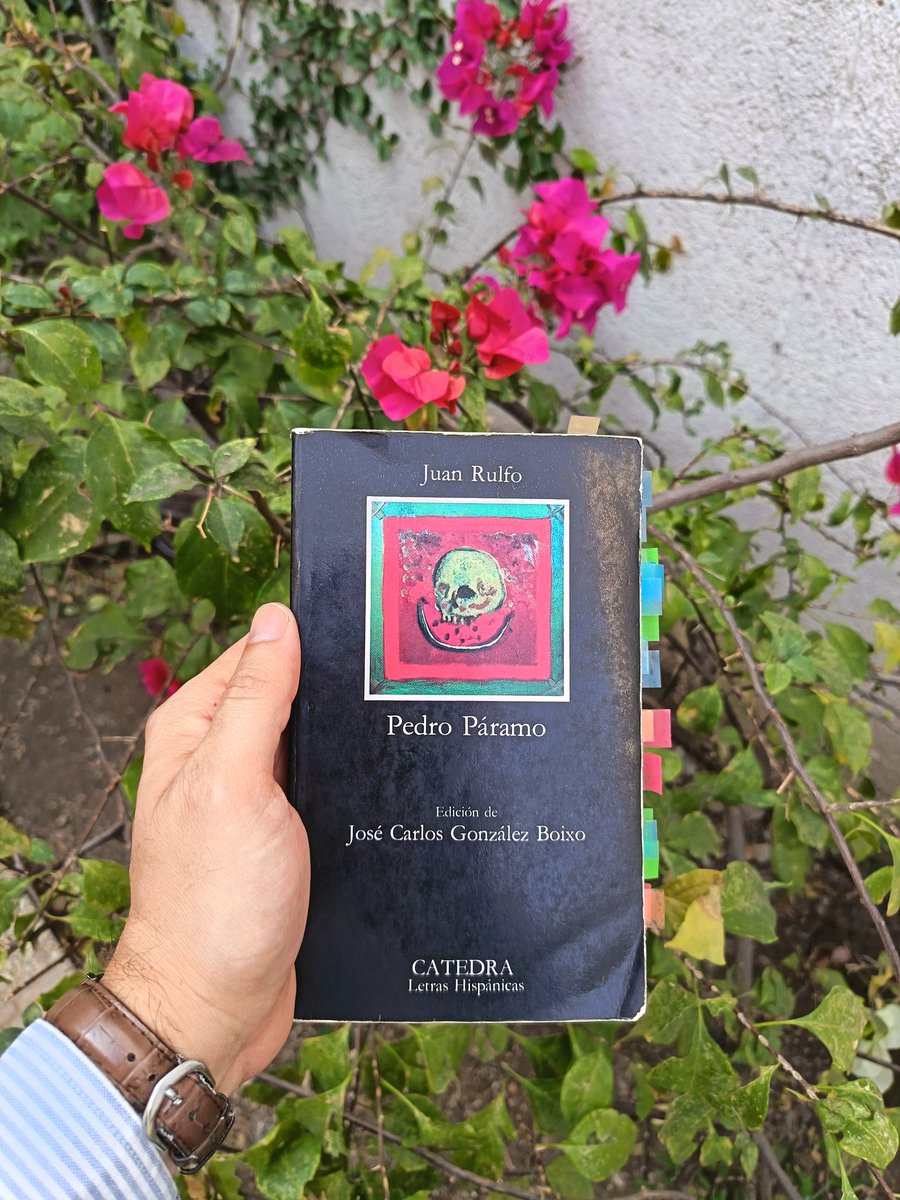 Juan Rulfo
Pedro Páramo
Edición de
José Carlos González Boixo
CATEDRA
Letras Hispánicas